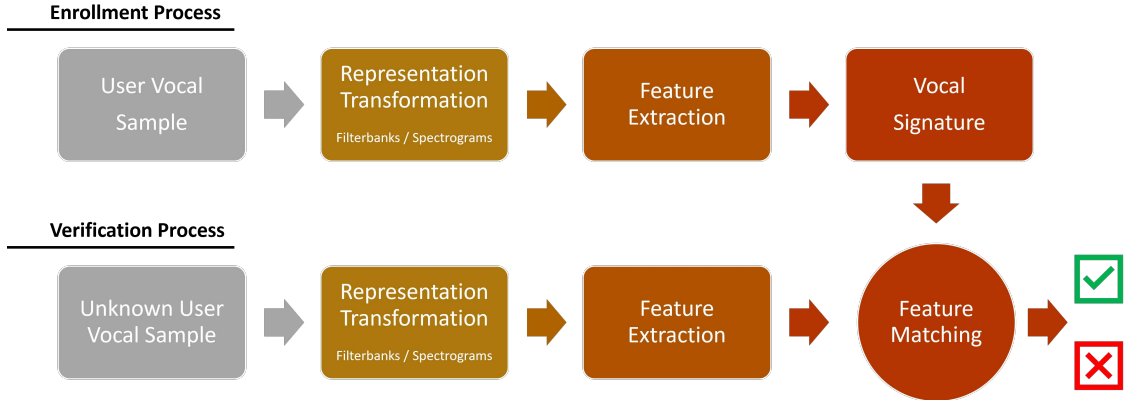 Enrollment Process
User Vocal
Sample
Representation
Transformation
Filterbanks / Spectrograms
Feature
Extraction
Vocal
Signature
Verification Process
Unknown User
Vocal Sample
Representation
Transformation
Filterbanks / Spectrograms
Feature
Extraction
Feature
Matching